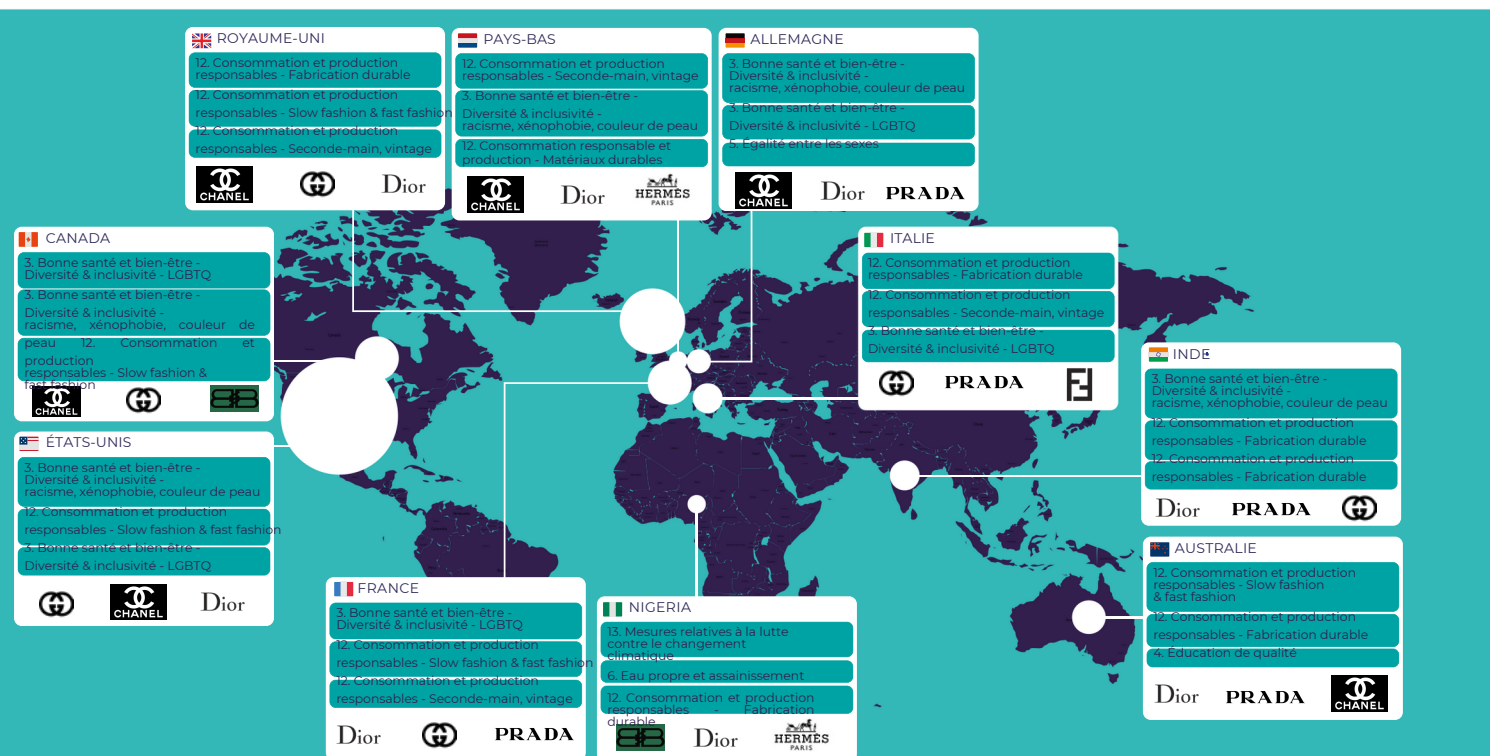 ROYAUME-UNI
12. Consommation et production
responsables - Fabrication durable
12. Consommation et production
responsables - Slow fashion & fast fashion
12. Consommation et production
responsables - Seconde-main, vintage
CHANEL
Dior
PAYS-BAS
12. Consommation et production
responsables - Seconde-main, vintage
3. Bonne santé et bien-être -
Diversité & inclusivité -
racisme, xénophobie, couleur de peau
12. Consommation responsable et
production - Matériaux durables
CHANEL
Dior
HERMÈS
PARIS
ALLEMAGNE
3. Bonne santé et bien-être -
Diversité & inclusivité -
racisme, xénophobie, couleur de peau
3. Bonne santé et bien-être -
Diversité & inclusivité - LGBTQ
5. Égalité entre les sexes
CHANEL
Dior
PRADA
CANADA
3. Bonne santé et bien-être -
Diversité & inclusivité - LGBTQ
3. Bonne santé et bien-être -
Diversité & inclusivité -
racisme, xénophobie, couleur de
peau 12. Consommation et
production
responsables - Slow fashion &
fast fashion
CHANEL
ITALIE
12. Consommation et production
responsables - Fabrication durable
12. Consommation et production
responsables - Seconde-main, vintage
3. Bonne santé et bien-être -
Diversité & inclusivité - LGBTQ
PRADA
INDE
3. Bonne santé et bien-être -
Diversité & inclusivité -
racisme, xénophobie, couleur de peau
12. Consommation et production
responsables - Fabrication durable
12. Consommation et production
responsables - Fabrication durable
Dior
PRADA
ÉTATS-UNIS
3. Bonne santé et bien-être -
Diversité & inclusivité -
racisme, xénophobie, couleur de peau
12. Consommation et production
responsables - Slow fashion & fast fashion
3. Bonne santé et bien-être -
Diversité & inclusivité - LGBTQ
CHANEL
Dior
FRANCE
3. Bonne santé et bien-être -
Diversité & inclusivité - LGBTQ
12. Consommation et production
responsables - Slow fashion & fast fashion
12. Consommation et production
responsables - Seconde-main, vintage
Dior
PRADA
NIGERIA
13. Mesures relatives à la lutte
contre le changement
climatique
6. Eau propre et assainissement
12. Consommation et production
responsables - Fabrication
durable
Dior
HERMÈS
PARIS
AUSTRALIE
12. Consommation et production
responsables - Slow fashion
& fast fashion
12. Consommation et production
responsables - Fabrication durable
4. Éducation de qualité
Dior
PRADA
CHANEL